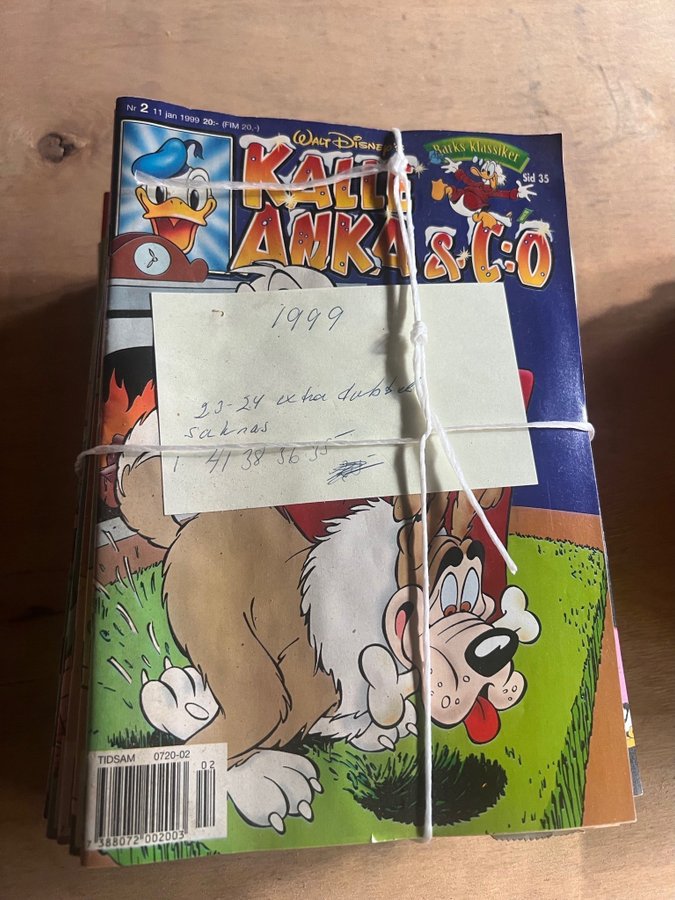 Nr 2 11 jan 1999 20:- (FIM 20,-)
WALT DISNEY
KALLE
ANKA & C:O
Barks klassiker
Sid 35
1999
23-24 extra dubbel
saknas
1 41 38 36 35
TIDSAM 0720-02
02
7 388072 002003